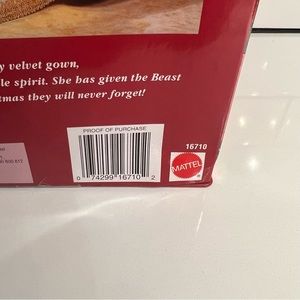 y velvet gown,
le spirit. She has given the Beast
tmas they will never forget!
PROOF OF PURCHASE
0 74299 16710 2
16710
MATTEL